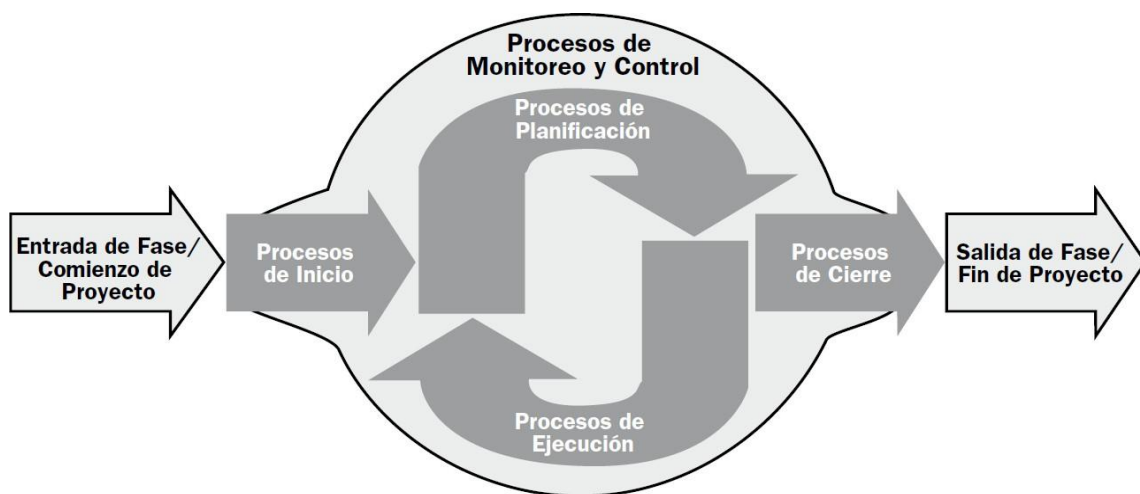 Procesos de
Monitoreo y Control
Procesos de
Planificación
Entrada de Fase/
Comienzo de
Proyecto
Procesos
de Inicio
Procesos
de Cierre
Salida de Fase/
Fin de Proyecto
Procesos de
Ejecución